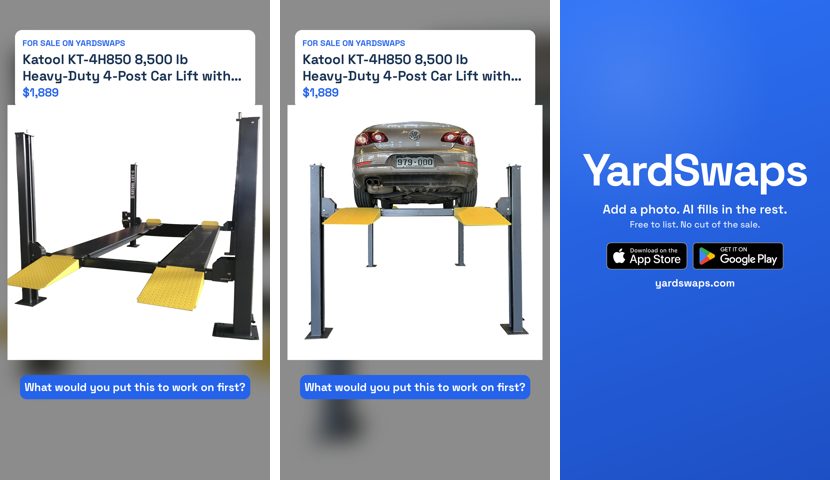 FOR SALE ON YARDSWAPS
Katool KT-4H850 8,500 lb
Heavy-Duty 4-Post Car Lift with...
$1,889
What would you put this to work on first?
FOR SALE ON YARDSWAPS
Katool KT-4H850 8,500 lb
Heavy-Duty 4-Post Car Lift with...
$1,889
979-000
What would you put this to work on first?
YardSwaps
Add a photo. AI fills in the rest.
Free to list. No cut of the sale.
Download on the
App Store
GET IT ON
Google Play
yardswaps.com